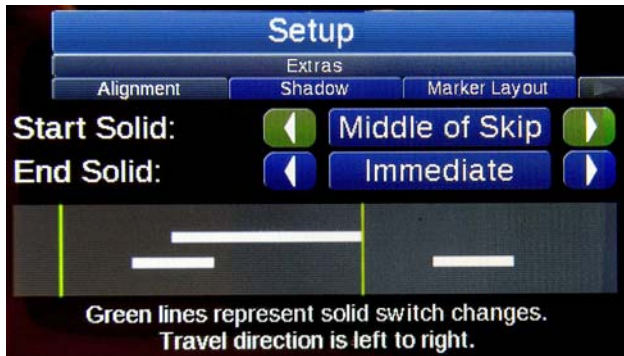 Setup
Extras
Alignment Shadow Marker Layout
Start Solid: Middle of Skip
End Solid: Immediate
Green lines represent solid switch changes.
Travel direction is left to right.